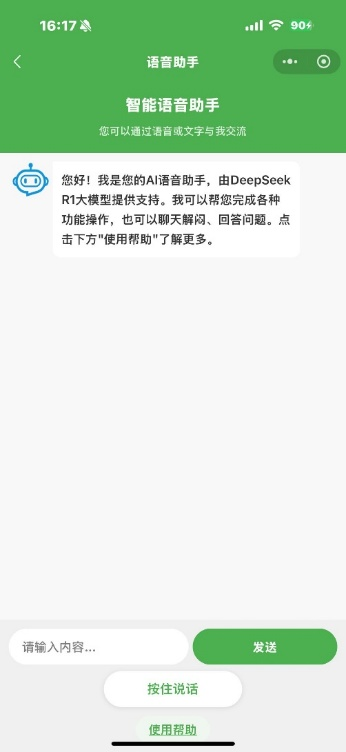 16:17
90
语音助手
智能语音助手
您可以通过语音或文字与我交流
您好！我是您的AI语音助手，由DeepSeek
R1大模型提供支持。我可以帮您完成各种
功能操作，也可以聊天解闷、回答问题。点
击下方"使用帮助"了解更多。
请输入内容...
发送
按住说话
使用帮助